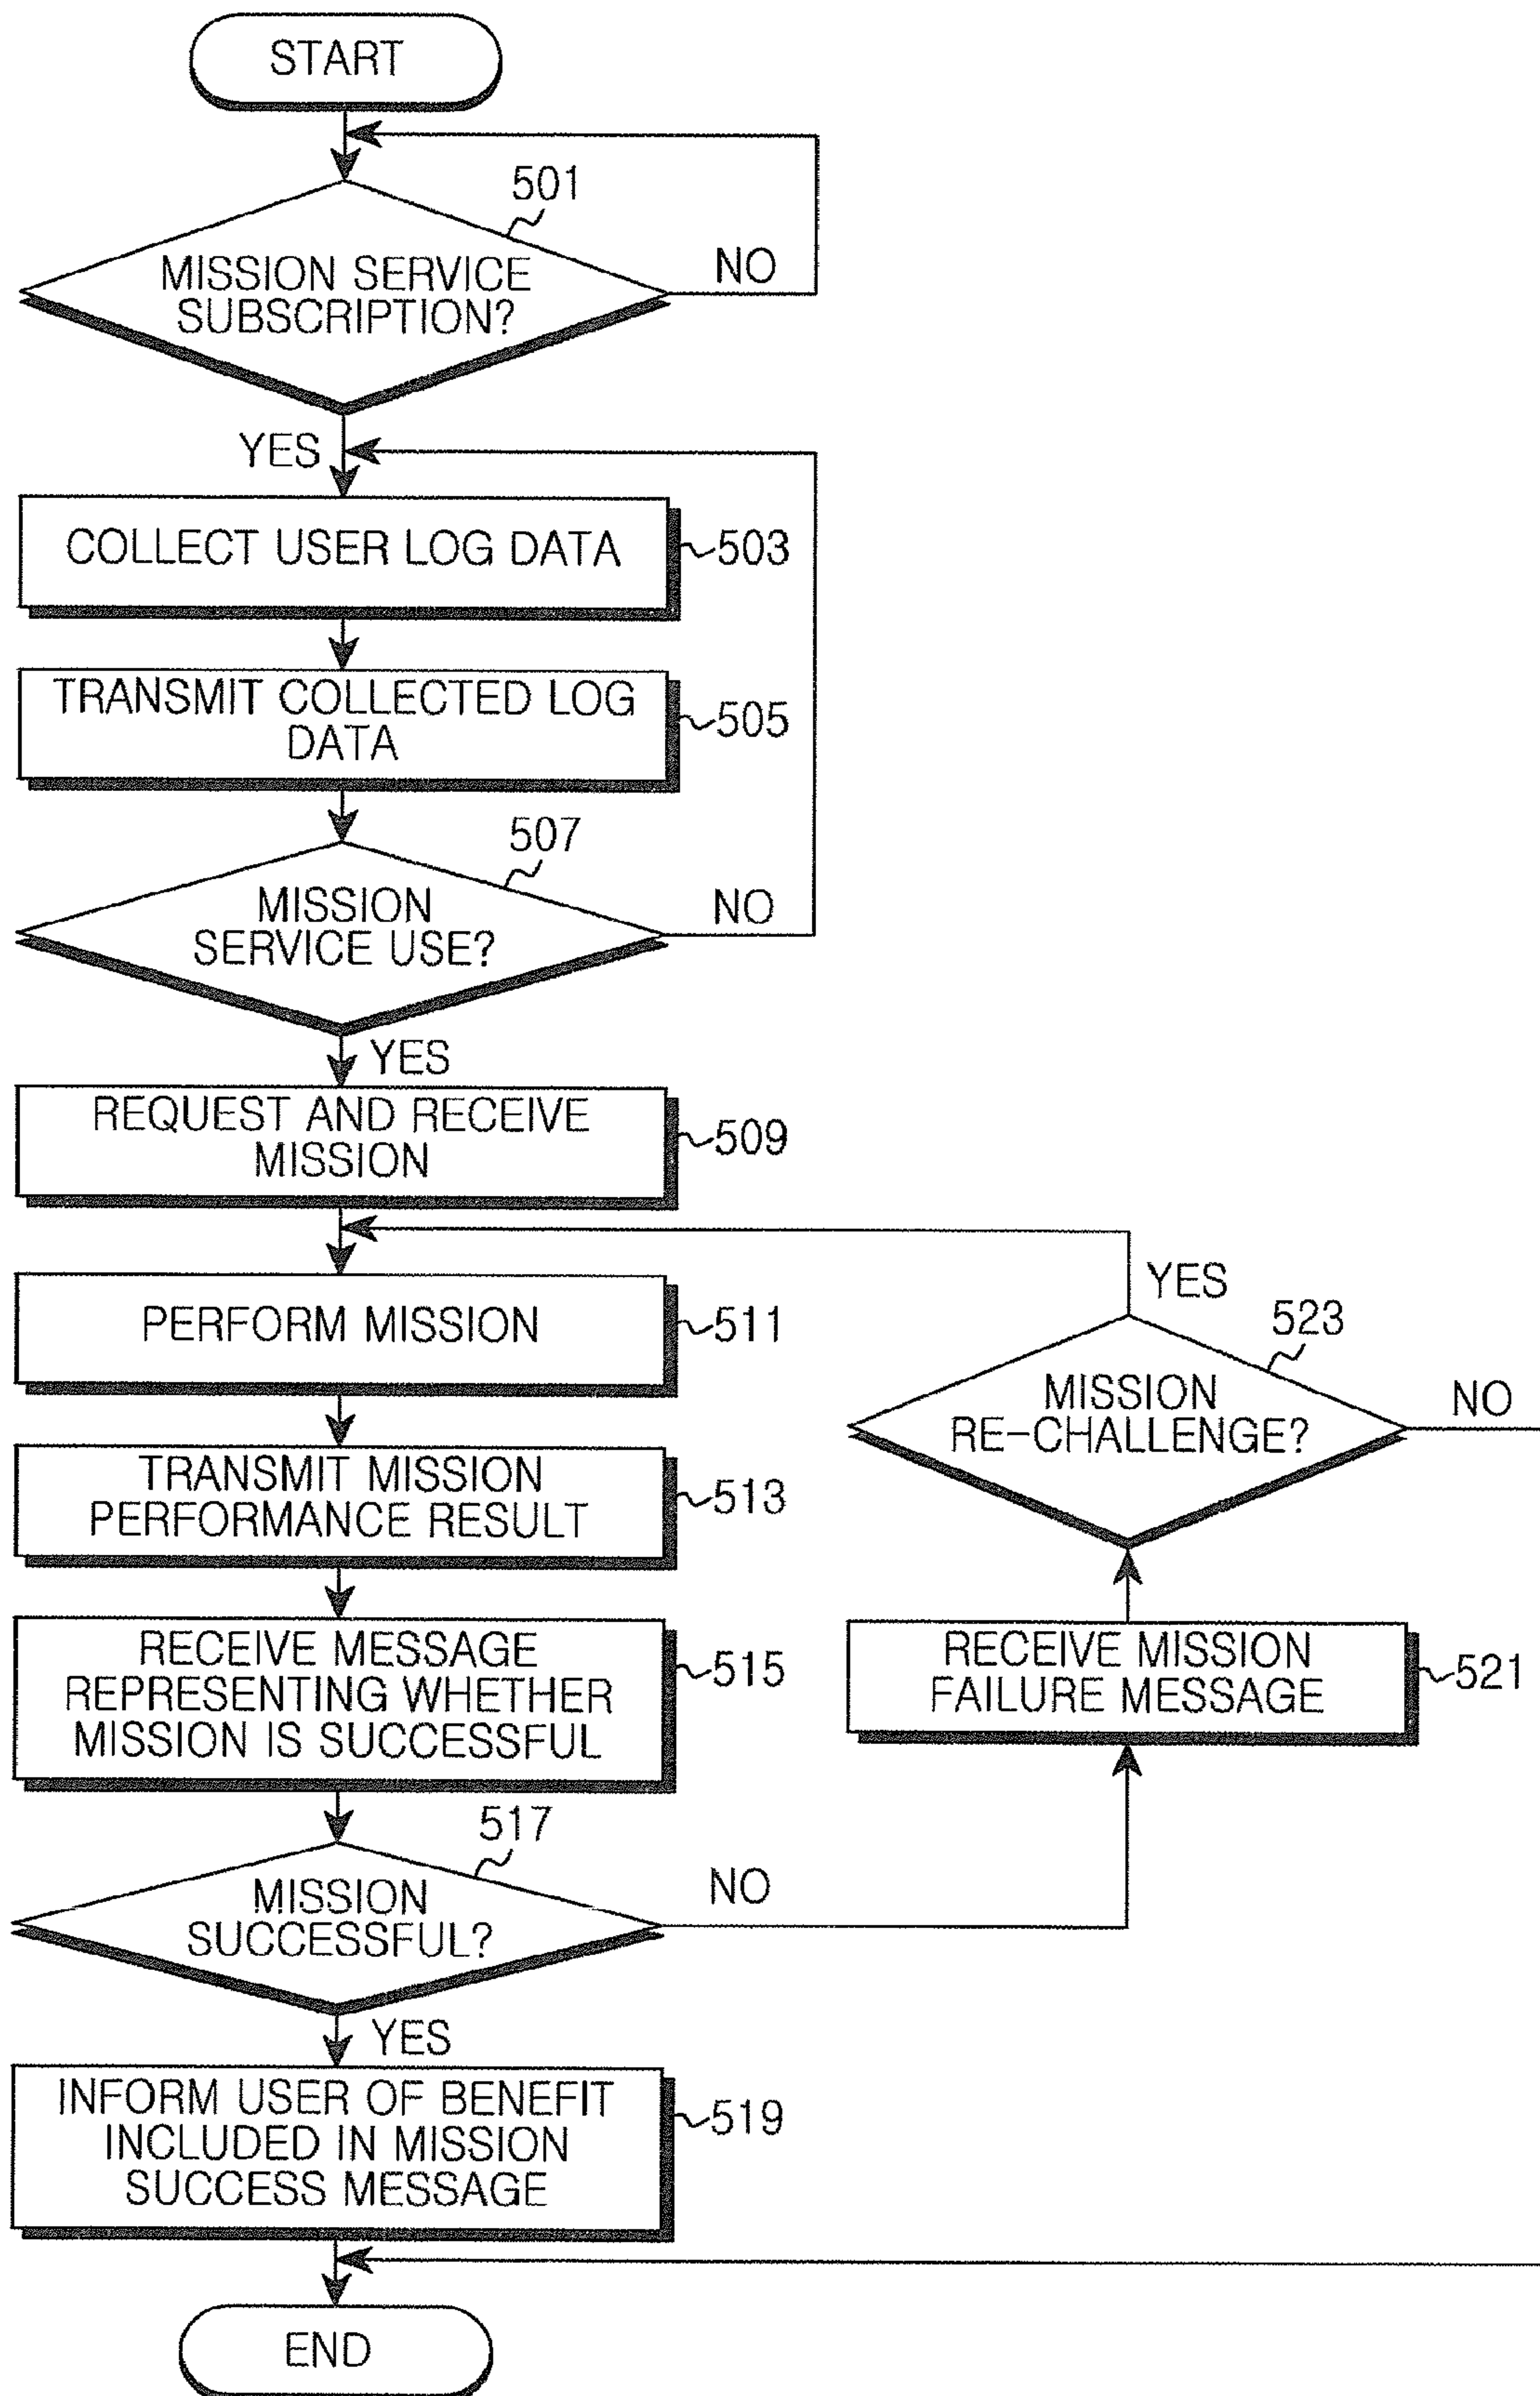 START
501
MISSION SERVICE
SUBSCRIPTION?
NO
YES
COLLECT USER LOG DATA
503
TRANSMIT COLLECTED LOG
DATA
505
507
MISSION
SERVICE USE?
NO
YES
REQUEST AND RECEIVE
MISSION
509
PERFORM MISSION
511
YES
523
MISSION
RE-CHALLENGE?
NO
TRANSMIT MISSION
PERFORMANCE RESULT
513
RECEIVE MESSAGE
REPRESENTING WHETHER
MISSION IS SUCCESSFUL
515
RECEIVE MISSION
FAILURE MESSAGE
521
517
MISSION
SUCCESSFUL?
NO
YES
INFORM USER OF BENEFIT
INCLUDED IN MISSION
SUCCESS MESSAGE
519
END